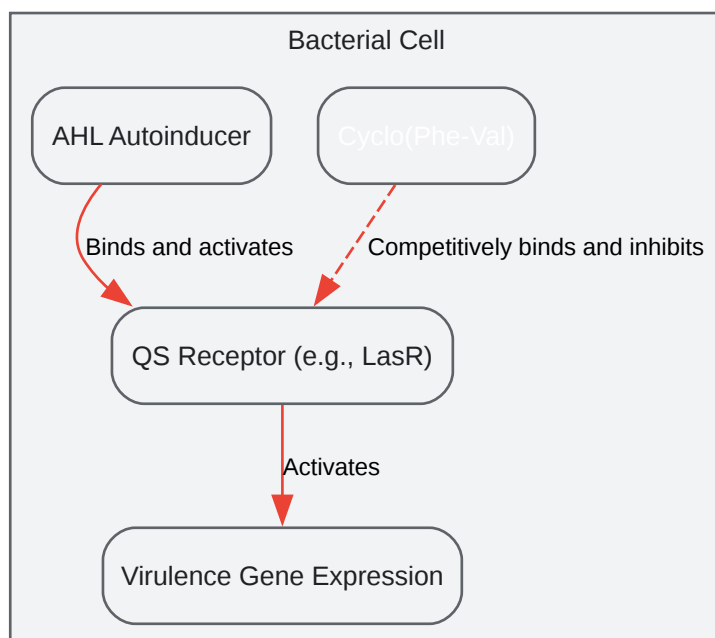 Bacterial Cell
AHL Autoinducer
Cyclo(Phe-Val)
Binds and activates
Competitively binds and inhibits
QS Receptor (e.g., LasR)
Activates
Virulence Gene Expression